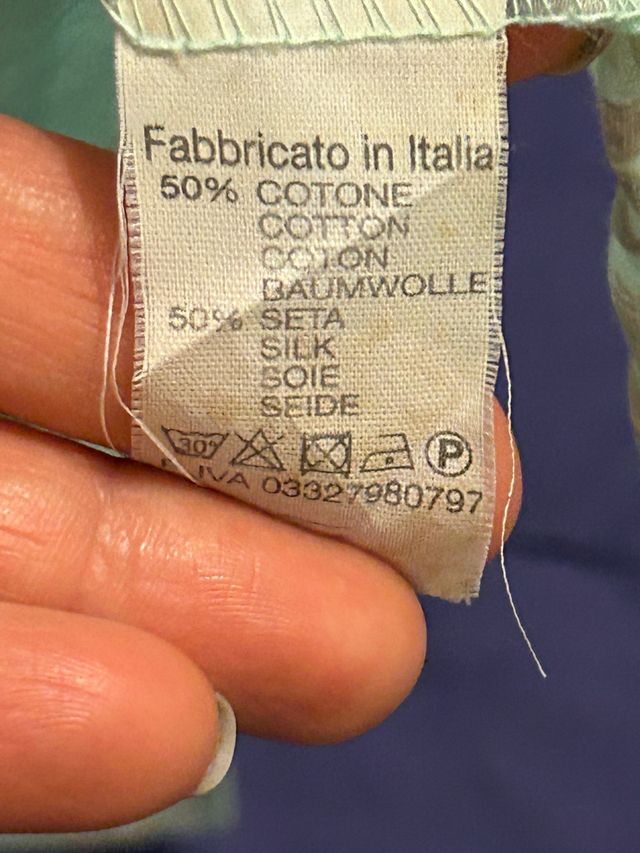 Fabbricato in Italia
50% COTONE
COTTON
COTON
BAUMWOLLE
50% SETA
SILK
SOIE
SEIDE
30° P
P. IVA 03327980797